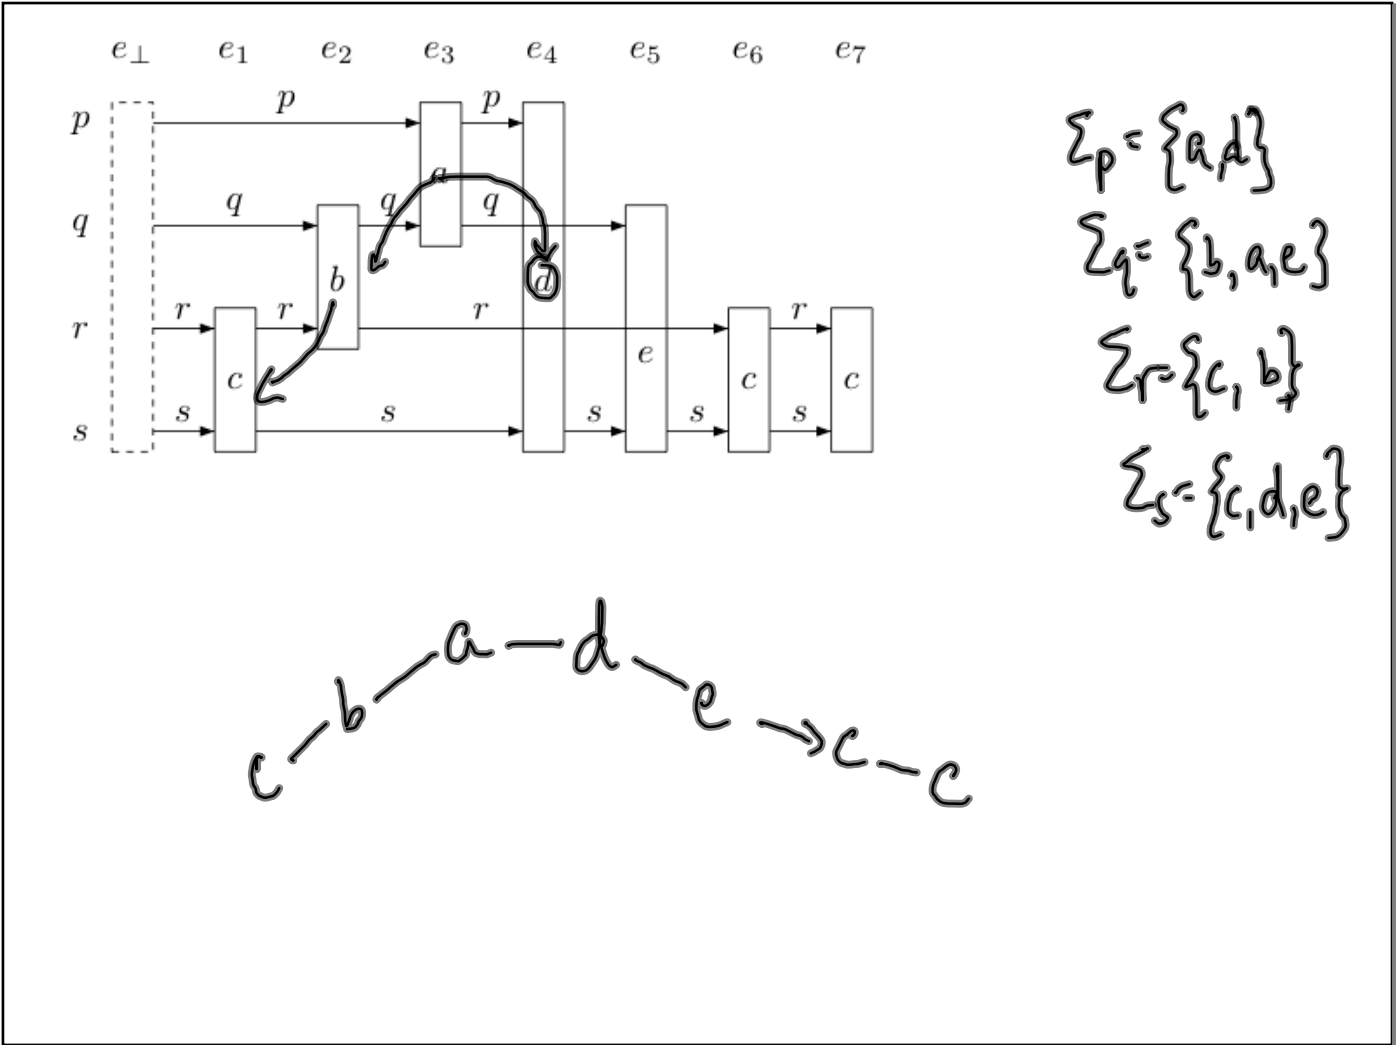 e⊥ e₁ e₂ e₃ e₄ e₅ e₆ e₇
p p p
q q q q
a
b d
r r r r r
e
c c c
s s s s s s
Σp = {a,d}
Σq = {b, a,e}
Σr = {c, b}
Σs = {c,d,e}
c — b — a — d — e → c — c